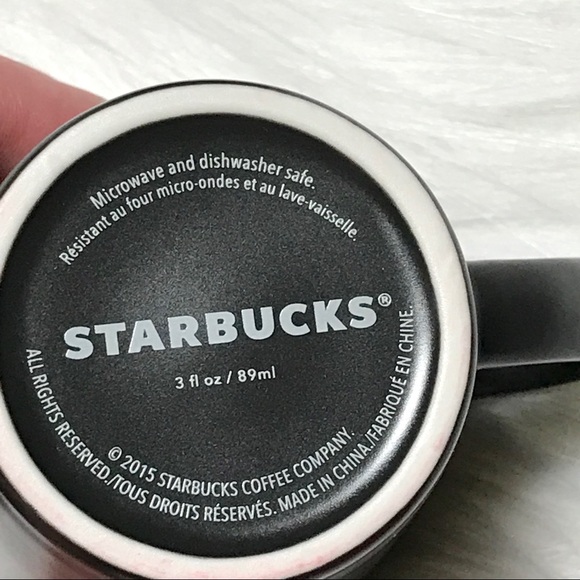 Microwave and dishwasher safe.
Résistant au four micro-ondes et au lave-vaisselle.
STARBUCKS®
3 fl oz / 89ml
© 2015 STARBUCKS COFFEE COMPANY.
ALL RIGHTS RESERVED./TOUS DROITS RÉSERVÉS. MADE IN CHINA./FABRIQUÉ EN CHINE.